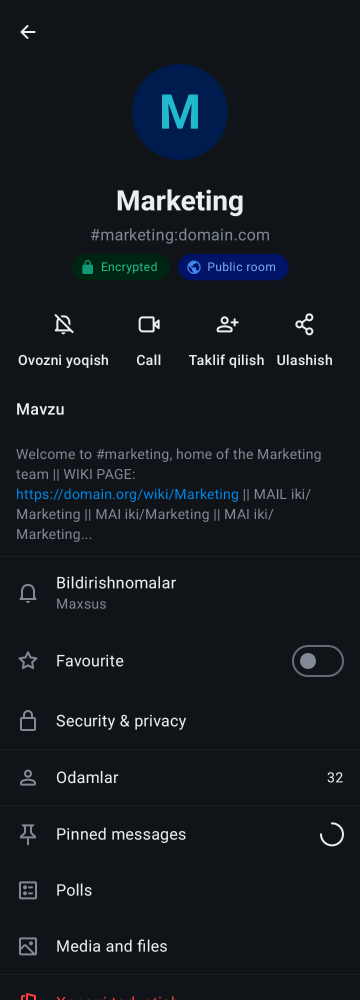 M
Marketing
#marketing:domain.com
Encrypted
Public room
Ovozni yoqish
Call
Taklif qilish
Ulashish
Mavzu
Welcome to #marketing, home of the Marketing
team || WIKI PAGE:
https://domain.org/wiki/Marketing || MAIL iki/
Marketing || MAI iki/Marketing || MAI iki/
Marketing...
Bildirishnomalar
Maxsus
Favourite
Security & privacy
Odamlar 32
Pinned messages
Polls
Media and files